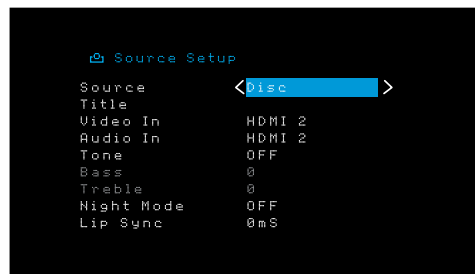 Source Setup
Source < Disc >
Title
Video In HDMI 2
Audio In HDMI 2
Tone OFF
Bass 0
Treble 0
Night Mode OFF
Lip Sync 0mS